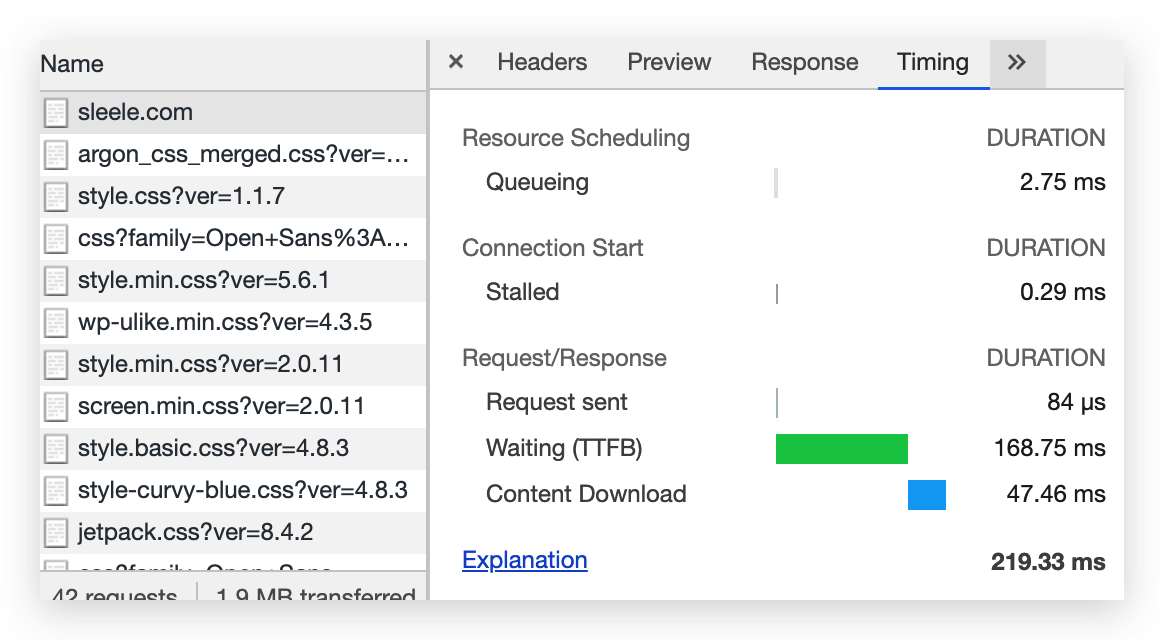 Name
sleele.com
argon_css_merged.css?ver=…
style.css?ver=1.1.7
css?family=Open+Sans%3A…
style.min.css?ver=5.6.1
wp-ulike.min.css?ver=4.3.5
style.min.css?ver=2.0.11
screen.min.css?ver=2.0.11
style.basic.css?ver=4.8.3
style-curvy-blue.css?ver=4.8.3
jetpack.css?ver=8.4.2
css?family=Open+Sans
42 requests 1.9 MB transferred
× Headers Preview Response Timing »
Resource Scheduling DURATION
Queueing 2.75 ms
Connection Start DURATION
Stalled 0.29 ms
Request/Response DURATION
Request sent 84 μs
Waiting (TTFB) 168.75 ms
Content Download 47.46 ms
Explanation 219.33 ms